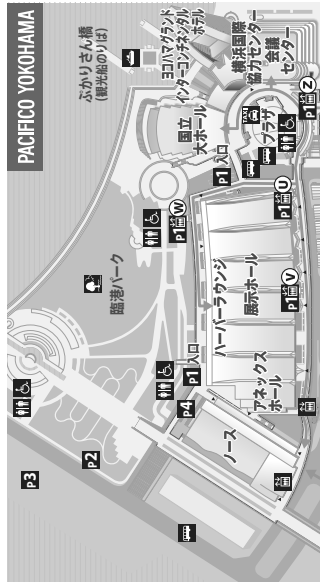 PACIFICO YOKOHAMA
ぷかりさん橋
(観光船のりば)
ヨコハマグランド
インターコンチネンタル
ホテル
横浜国際
協力センター
会議
センター
国立
大ホール
TAXI
プラザ
P1 Z
P1 入口
臨港パーク
P1 W
P1 U
ハーバーラウンジ
展示ホール
P1 V
入口
P1
アネックス
ホール
P4
ノース
P2
P3